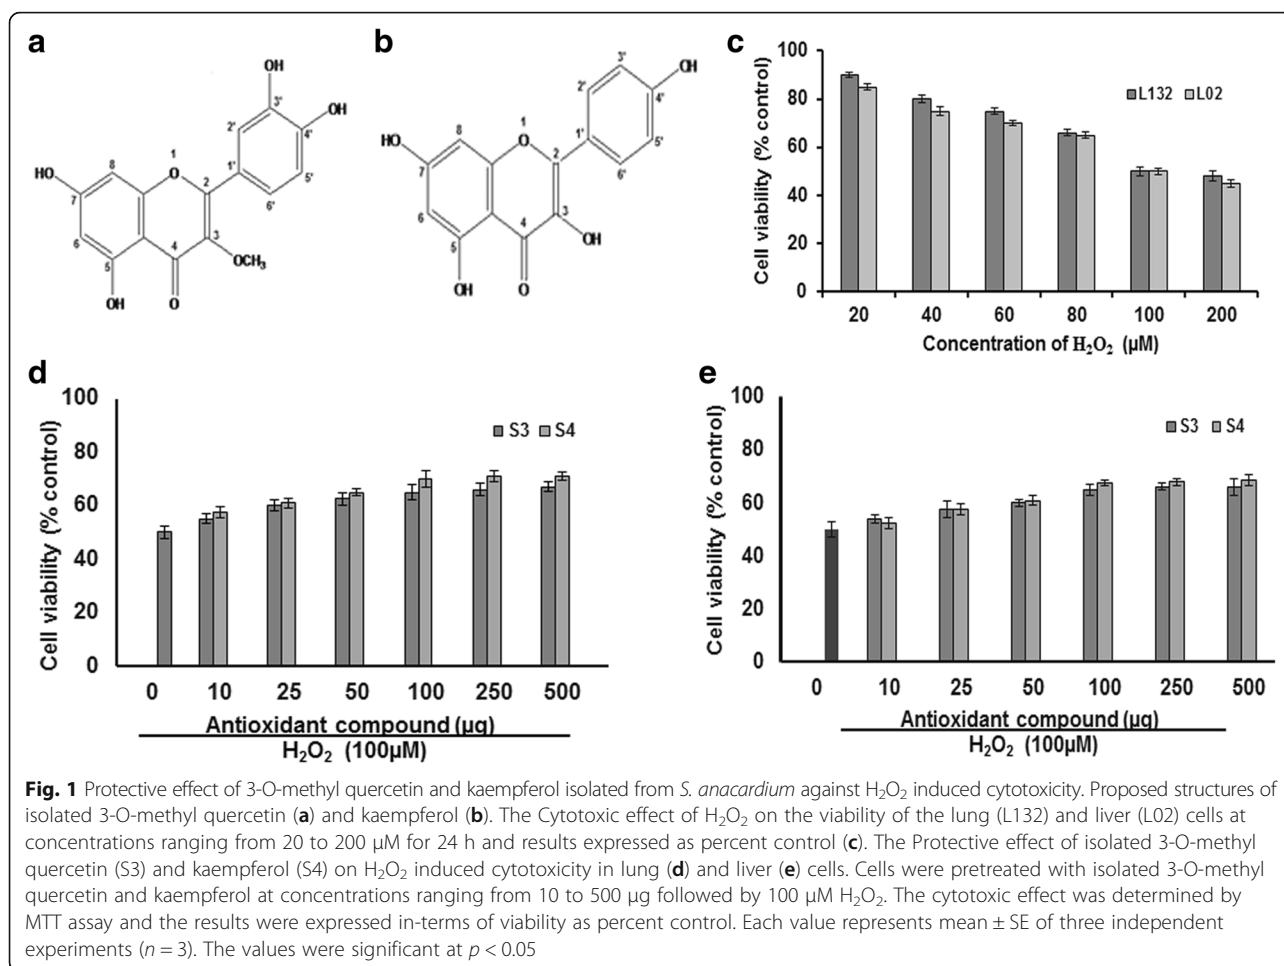 a
OH
3'
4'
OH
2'
1'
5'
6'
HO
8
1
O
2
7
6
5
4
3
OCH₃
OH
O
b
3'
OH
2'
4'
1'
5'
6'
HO
8
1
O
2
7
6
5
4
3
OH
OH
O
c
100
80
60
40
20
0
Cell viability (% control)
L132 L02
20 40 60 80 100 200
Concentration of H₂O₂ (µM)
d
100
80
60
40
20
0
Cell viability (% control)
S3 S4
0 10 25 50 100 250 500
Antioxidant compound (µg)
H₂O₂ (100µM)
e
100
80
60
40
20
0
Cell viability (% control)
S3 S4
0 10 25 50 100 250 500
Antioxidant compound (µg)
H₂O₂ (100µM)
Fig. 1 Protective effect of 3-O-methyl quercetin and kaempferol isolated from S. anacardium against H₂O₂ induced cytotoxicity. Proposed structures of
isolated 3-O-methyl quercetin (a) and kaempferol (b). The Cytotoxic effect of H₂O₂ on the viability of the lung (L132) and liver (L02) cells at
concentrations ranging from 20 to 200 µM for 24 h and results expressed as percent control (c). The Protective effect of isolated 3-O-methyl
quercetin (S3) and kaempferol (S4) on H₂O₂ induced cytotoxicity in lung (d) and liver (e) cells. Cells were pretreated with isolated 3-O-methyl
quercetin and kaempferol at concentrations ranging from 10 to 500 µg followed by 100 µM H₂O₂. The cytotoxic effect was determined by
MTT assay and the results were expressed in-terms of viability as percent control. Each value represents mean ± SE of three independent
experiments (n = 3). The values were significant at p < 0.05